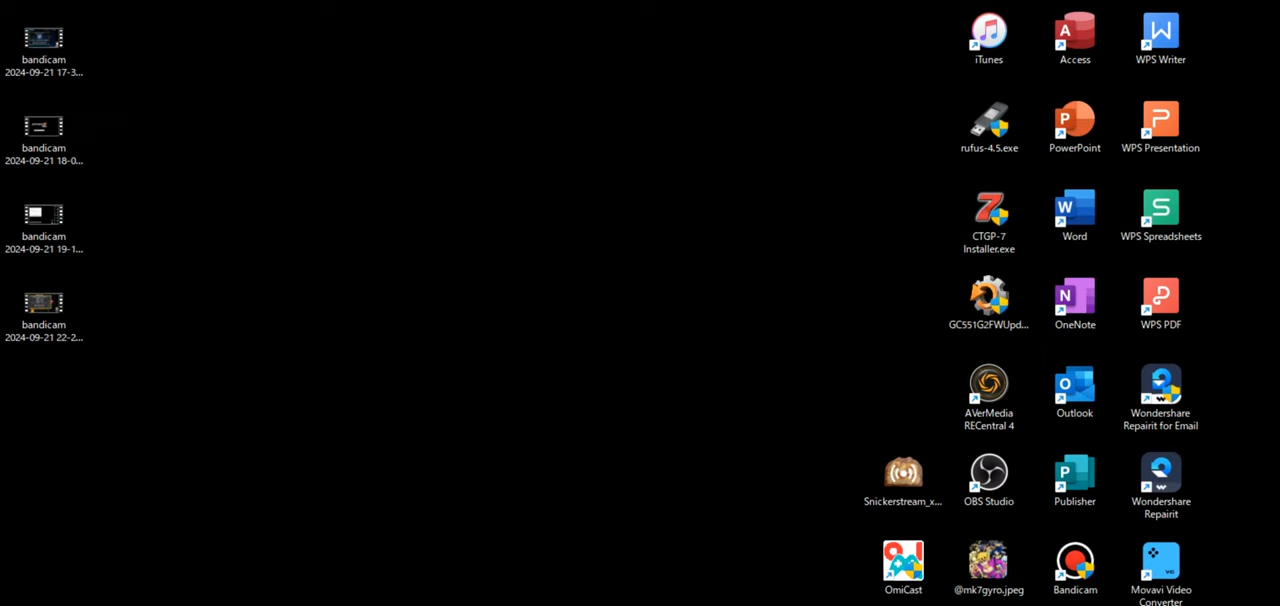 bandicam
2024-09-21 17-3...
bandicam
2024-09-21 18-0...
bandicam
2024-09-21 19-1...
bandicam
2024-09-21 22-2...
iTunes
Access
WPS Writer
rufus-4.5.exe
PowerPoint
WPS Presentation
CTGP-7
Installer.exe
Word
WPS Spreadsheets
GC551G2FWUpd...
OneNote
WPS PDF
AVerMedia
RECentral 4
Outlook
Wondershare
Repairit for Email
Snickerstream_x...
OBS Studio
Publisher
Wondershare
Repairit
OmiCast
@mk7gyro.jpeg
Bandicam
Movavi Video
Converter